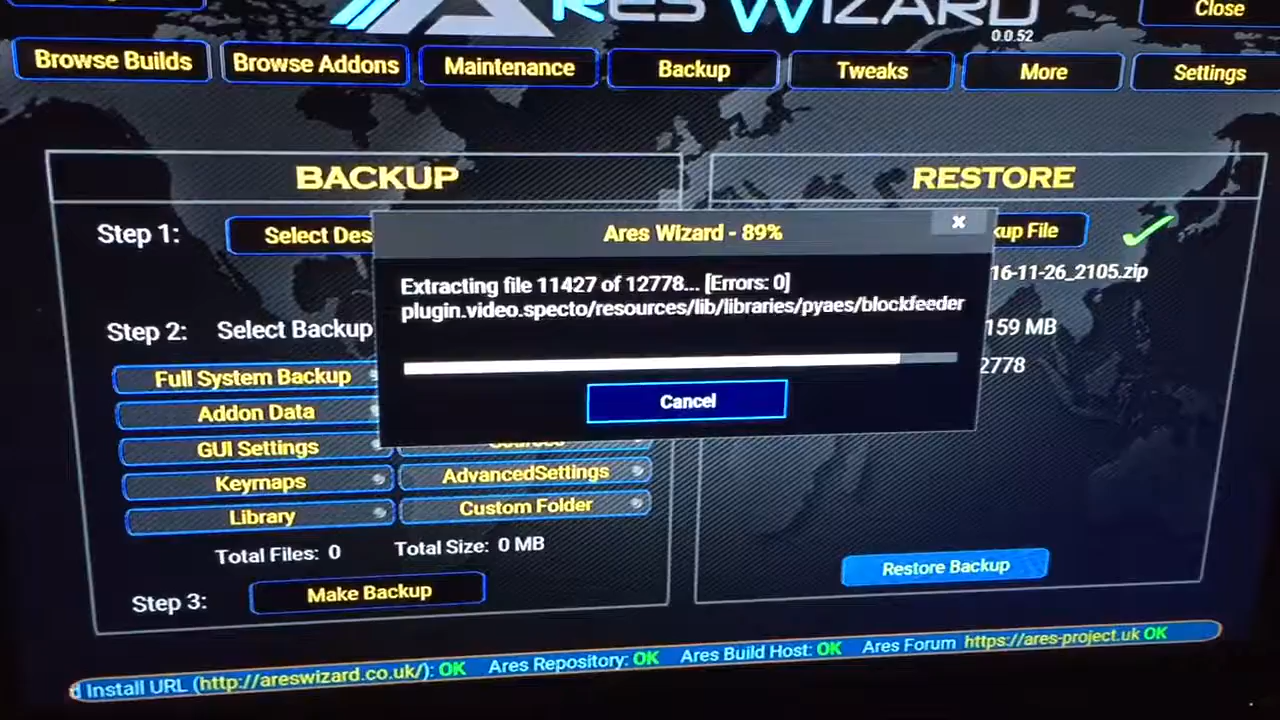 ARES WIZARD
Close
0.0.52
Browse Builds
Browse Addons
Maintenance
Backup
Tweaks
More
Settings
BACKUP
RESTORE
Step 1:
Select Des
kup File
16-11-26_2105.zip
Ares Wizard - 89%
Extracting file 11427 of 12778... [Errors: 0]
plugin.video.specto/resources/lib/libraries/pyaes/blockfeeder
Cancel
159 MB
2778
Step 2:
Select Backup
Full System Backup
Addon Data
GUI Settings
Sources
Keymaps
AdvancedSettings
Library
Custom Folder
Total Files: 0
Total Size: 0 MB
Step 3:
Make Backup
Restore Backup
d Install URL (http://areswizard.co.uk/): OK Ares Repository: OK Ares Build Host: OK Ares Forum https://ares-project.uk OK